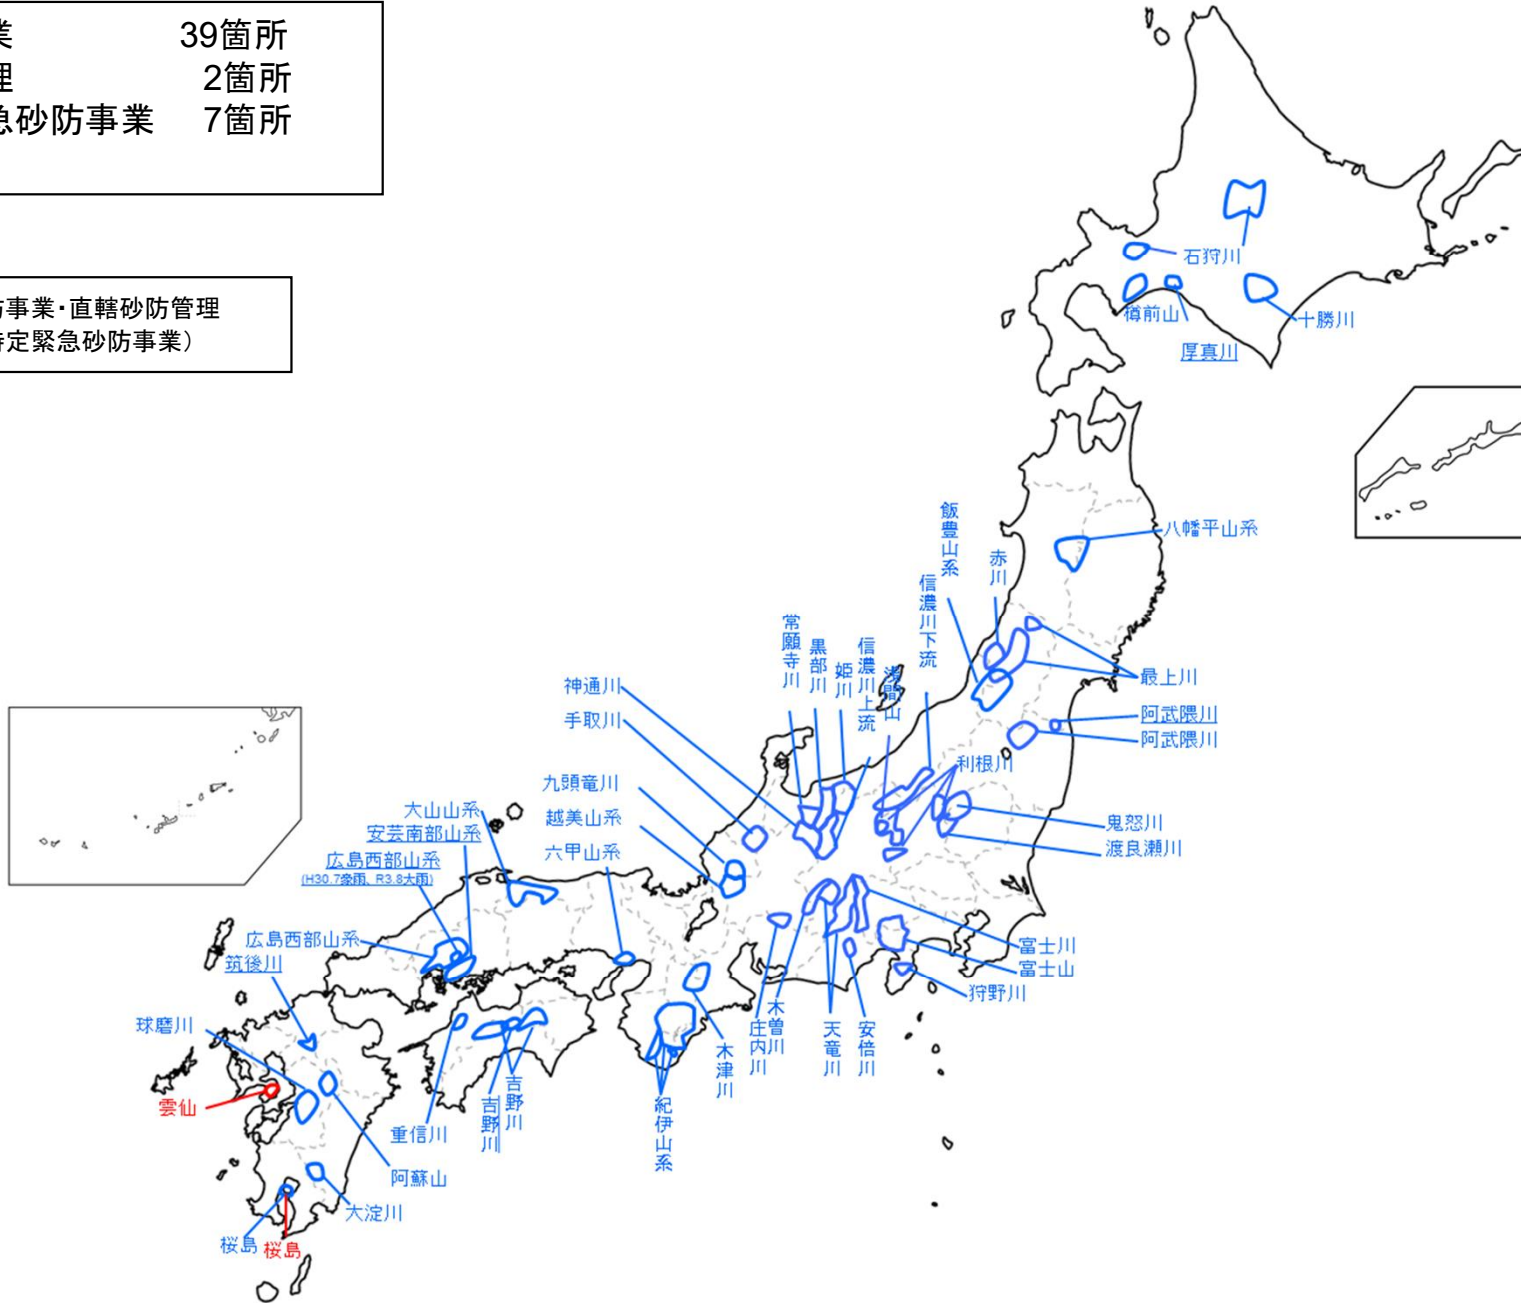 業 39箇所
理 2箇所
急砂防事業 7箇所
防事業・直轄砂防管理
特定緊急砂防事業）
石狩川
樽前山
十勝川
厚真川
八幡平山系
飯豊山系
赤川
信濃川下流
常願寺川
黒部川
姫川
信濃川上流
浅間山
最上川
阿武隈川
阿武隈川
利根川
鬼怒川
渡良瀬川
神通川
手取川
九頭竜川
越美山系
六甲山系
大山山系
安芸南部山系
広島西部山系
(H30.7豪雨、R3.8大雨)
広島西部山系
筑後川
球磨川
雲仙
富士川
富士山
狩野川
木曽川
庄内川
天竜川
安倍川
木津川
紀伊山系
吉野川
吉野川
重信川
阿蘇山
大淀川
桜島
桜島